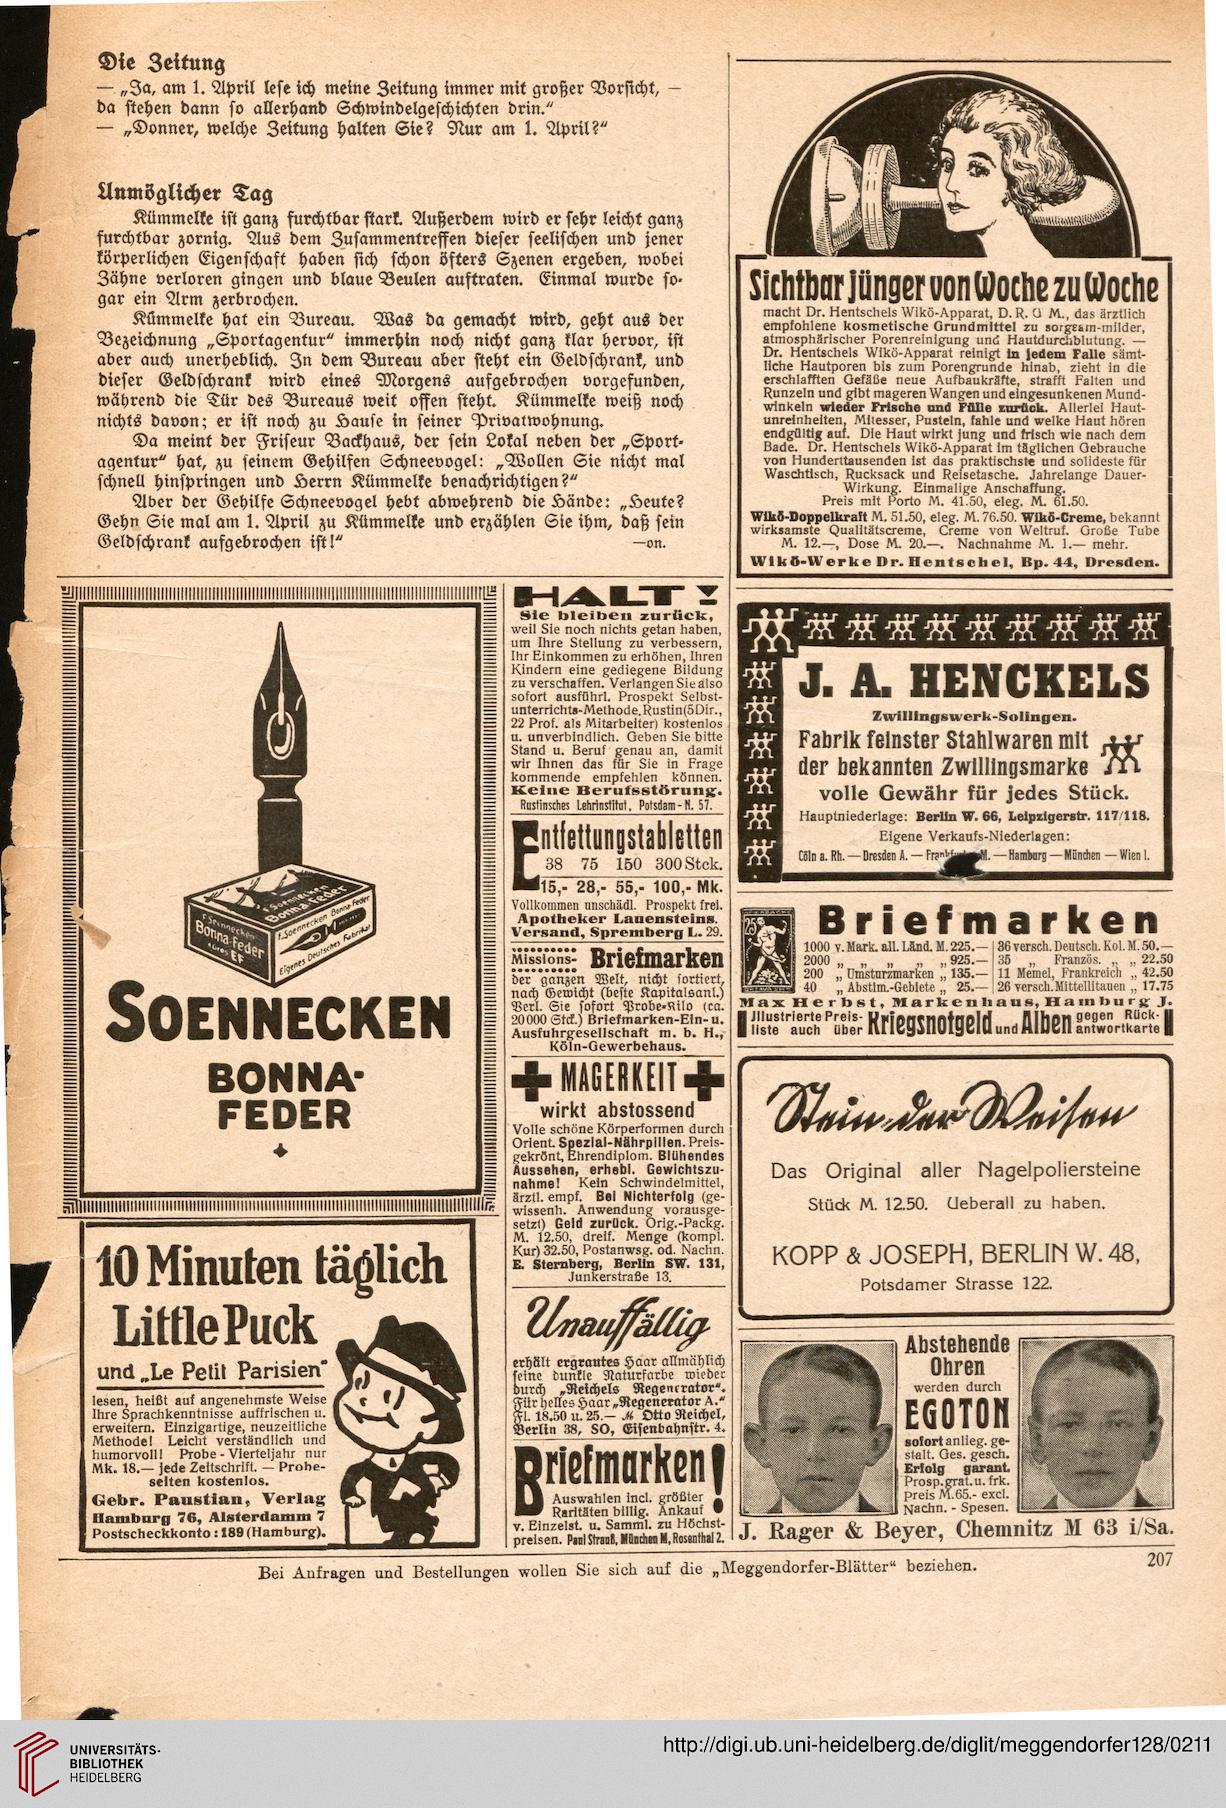 Die Zeitung
— „Ja, am 1. April lese ich meine Zeitung immer mit großer Vorsicht, —
da stehen dann so allerhand Schwindelgeschichten drin.“
— „Donner, welche Zeitung halten Sie? Nur am 1. April?“
Unmöglicher Tag
Kümmelke ist ganz furchtbar stark. Außerdem wird er sehr leicht ganz
furchtbar zornig. Aus dem Zusammentreffen dieser seelischen und jener
körperlichen Eigenschaft haben sich schon öfters Szenen ergeben, wobei
Zähne verloren gingen und blaue Beulen auftraten. Einmal wurde so-
gar ein Arm zerbrochen.
Kümmelke hat ein Bureau. Was da gemacht wird, geht aus der
Bezeichnung „Sportagentur“ immerhin noch nicht ganz klar hervor, ist
aber auch unerheblich. In dem Bureau aber steht ein Geldschrank, und
dieser Geldschrank wird eines Morgens aufgebrochen vorgefunden,
während die Tür des Bureaus weit offen steht. Kümmelke weiß noch
nichts davon; er ist noch zu Hause in seiner Privatwohnung.
Da meint der Friseur Backhaus, der sein Lokal neben der „Sport-
agentur“ hat, zu seinem Gehilfen Schneevogel: „Wollen Sie nicht mal
schnell hinspringen und Herrn Kümmelke benachrichtigen?“
Aber der Gehilfe Schneevogel hebt abwehrend die Hände: „Heute?
Gehn Sie mal am 1. April zu Kümmelke und erzählen Sie ihm, daß sein
Geldschrank aufgebrochen ist!“ —on.
Sichtbar jünger von Woche zu Woche
macht Dr. Hentschels Wikö-Apparat, D. R. G M., das ärztlich
empfohlene kosmetische Grundmittel zu sorgsam-milder,
atmosphärischer Porenreinigung und Hautdurchblutung. —
Dr. Hentschels Wikö-Apparat reinigt in jedem Falle sämt-
liche Hautporen bis zum Porengrunde hinab, zieht in die
erschlafften Gefäße neue Aufbaukräfte, strafft Falten und
Runzeln und gibt mageren Wangen und eingesunkenen Mund-
winkeln wieder Frische und Fülle zurück. Allerlei Haut-
unreinheiten, Mitesser, Pusteln, fahle und welke Haut hören
endgültig auf. Die Haut wirkt jung und frisch wie nach dem
Bade. Dr. Hentschels Wikö-Apparat im täglichen Gebrauche
von Hunderttausenden ist das praktischste und solideste für
Waschtisch, Rucksack und Reisetasche. Jahrelange Dauer-
Wirkung. Einmalige Anschaffung.
Preis mit Porto M. 41.50, eleg. M. 61.50.
Wikö-Doppelkraft M. 51.50, eleg. M. 76.50. Wikö-Creme, bekannt
wirksamste Qualitätscreme, Creme von Weltruf. Große Tube
M. 12.—, Dose M. 20.—. Nachnahme M. 1.— mehr.
Wikö-Werke Dr. Hentschel, Bp. 44, Dresden.
F. Soennecken
Bonna-Feder
F. Soennecken
Bonna-Feder
1 Gros EF
F. Soennecken Bonna-Feder
Eigenes Deutsches Fabrikat
SOENNECKEN
BONNA-
FEDER
HALT!
Sie bleiben zurück,
weil Sie noch nichts getan haben,
um Ihre Stellung zu verbessern,
Ihr Einkommen zu erhöhen, Ihren
Kindern eine gediegene Bildung
zu verschaffen. Verlangen Sie also
sofort ausführl. Prospekt Selbst-
unterrichts-Methode. Rustin (5 Dir.,
22 Prof. als Mitarbeiter) kostenlos
u. unverbindlich. Geben Sie bitte
Stand u. Beruf genau an, damit
wir Ihnen das für Sie in Frage
kommende empfehlen können.
Keine Berufsstörung.
Rustinsches Lehrinstitut, Potsdam-N. 57.
Entfettungstabletten
38 75 150 300 Stck.
15,- 28,- 55,- 100,- Mk.
Vollkommen unschädl. Prospekt frei.
Apotheker Lauensteins.
Versand, Spremberg L. 29.
Missions- Briefmarken
der ganzen Welt, nicht sortiert,
nach Gewicht (beste Kapitalsanl.)
Verl. Sie sofort Probe-Kilo (ca.
20000 Stck.) Briefmarken-Ein- u.
Ausfuhrgesellschaft m. b. H.,
Köln-Gewerbehaus.
MAGERKEIT
wirkt abstossend
Volle schöne Körperformen durch
Orient. Spezial-Nährpillen. Preis-
gekrönt, Ehrendiplom. Blühendes
Aussehen, erhebl. Gewichtszu-
nahme! Kein Schwindelmittel,
ärztl. empf. Bei Nichterfolg (ge-
wissenh. Anwendung vorausge-
setzt) Geld zurück. Orig.-Packg.
M. 12.50, dreif. Menge (kompl.
Kur) 32.50, Postanwsg. od. Nachn.
E. Sternberg, Berlin SW. 131,
Junkerstraße 13.
Unauffällig
erhält ergrautes Haar allmählich
seine dunkle Naturfarbe wieder
durch „Reichels Regenerator“.
Für helles Haar „Regenerator A.“
Fl. 18.50 u. 25.— ℳ Otto Reichel,
Berlin 38, SO, Eisenbahnstr. 4.
Briefmarken!
Auswahlen incl. größter
Raritäten billig. Ankauf
v. Einzelst. u. Samml. zu Höchst-
preisen. Paul Strauß, München M, Rosenthal 2.
J. A. HENCKELS
Zwillingswerk-Solingen.
Fabrik feinster Stahlwaren mit
der bekannten Zwillingsmarke
volle Gewähr für jedes Stück.
Hauptniederlage: Berlin W. 66, Leipzigerstr. 117/118.
Eigene Verkaufs-Niederlagen:
Cöln a. Rh. — Dresden A. — M. — Hamburg — München — Wien I.
25
Briefmarken
1000 v. Mark. all. Länd. M. 225.— | 36 versch. Deutsch. Kol. M. 50.—
2000 „ „ „ „ „ 925.— | 35 „ Französ. „ „ 22.50
200 „ Umsturzmarken „ 135.— | 11 Memel, Frankreich „ 42.50
40 „ Abstim.-Gebiete „ 25.— | 26 versch. Mittellitauen „ 17.75
Max Herbst, Markenhaus, Hamburg J.
Jllustrierte Preis-
liste auch über Kriegsnotgeld und Alben gegen Rück-
antwortkarte
Stein der Weisen
Das Original aller Nagelpoliersteine
Stück M. 12.50. Ueberall zu haben.
KOPP & JOSEPH, BERLIN W. 48,
Potsdamer Strasse 122.
10 Minuten täglich
Little Puck
und „Le Petit Parisien“
lesen, heißt auf angenehmste Weise
Ihre Sprachkenntnisse auffrischen u.
erweitern. Einzigartige, neuzeitliche
Methode! Leicht verständlich und
humorvoll! Probe-Vierteljahr nur
Mk. 18.— jede Zeitschrift. — Probe-
seiten kostenlos.
Gebr. Paustian, Verlag
Hamburg 76, Alsterdamm 7
Postscheckkonto: 189 (Hamburg).
Abstehende
Ohren
werden durch
EGOTON
sofort anlieg. ge-
stalt. Ges. gesch.
Erfolg garant.
Prosp. grat. u. frk.
Preis M. 65.- excl.
Nachn. - Spesen.
J. Rager & Beyer, Chemnitz M 63 i/Sa.
Bei Anfragen und Bestellungen wollen Sie sich auf die „Meggendorfer-Blätter“ beziehen.
207
UNIVERSITÄTS-
BIBLIOTHEK
HEIDELBERG
http://digi.ub.uni-heidelberg.de/diglit/meggendorfer128/0211